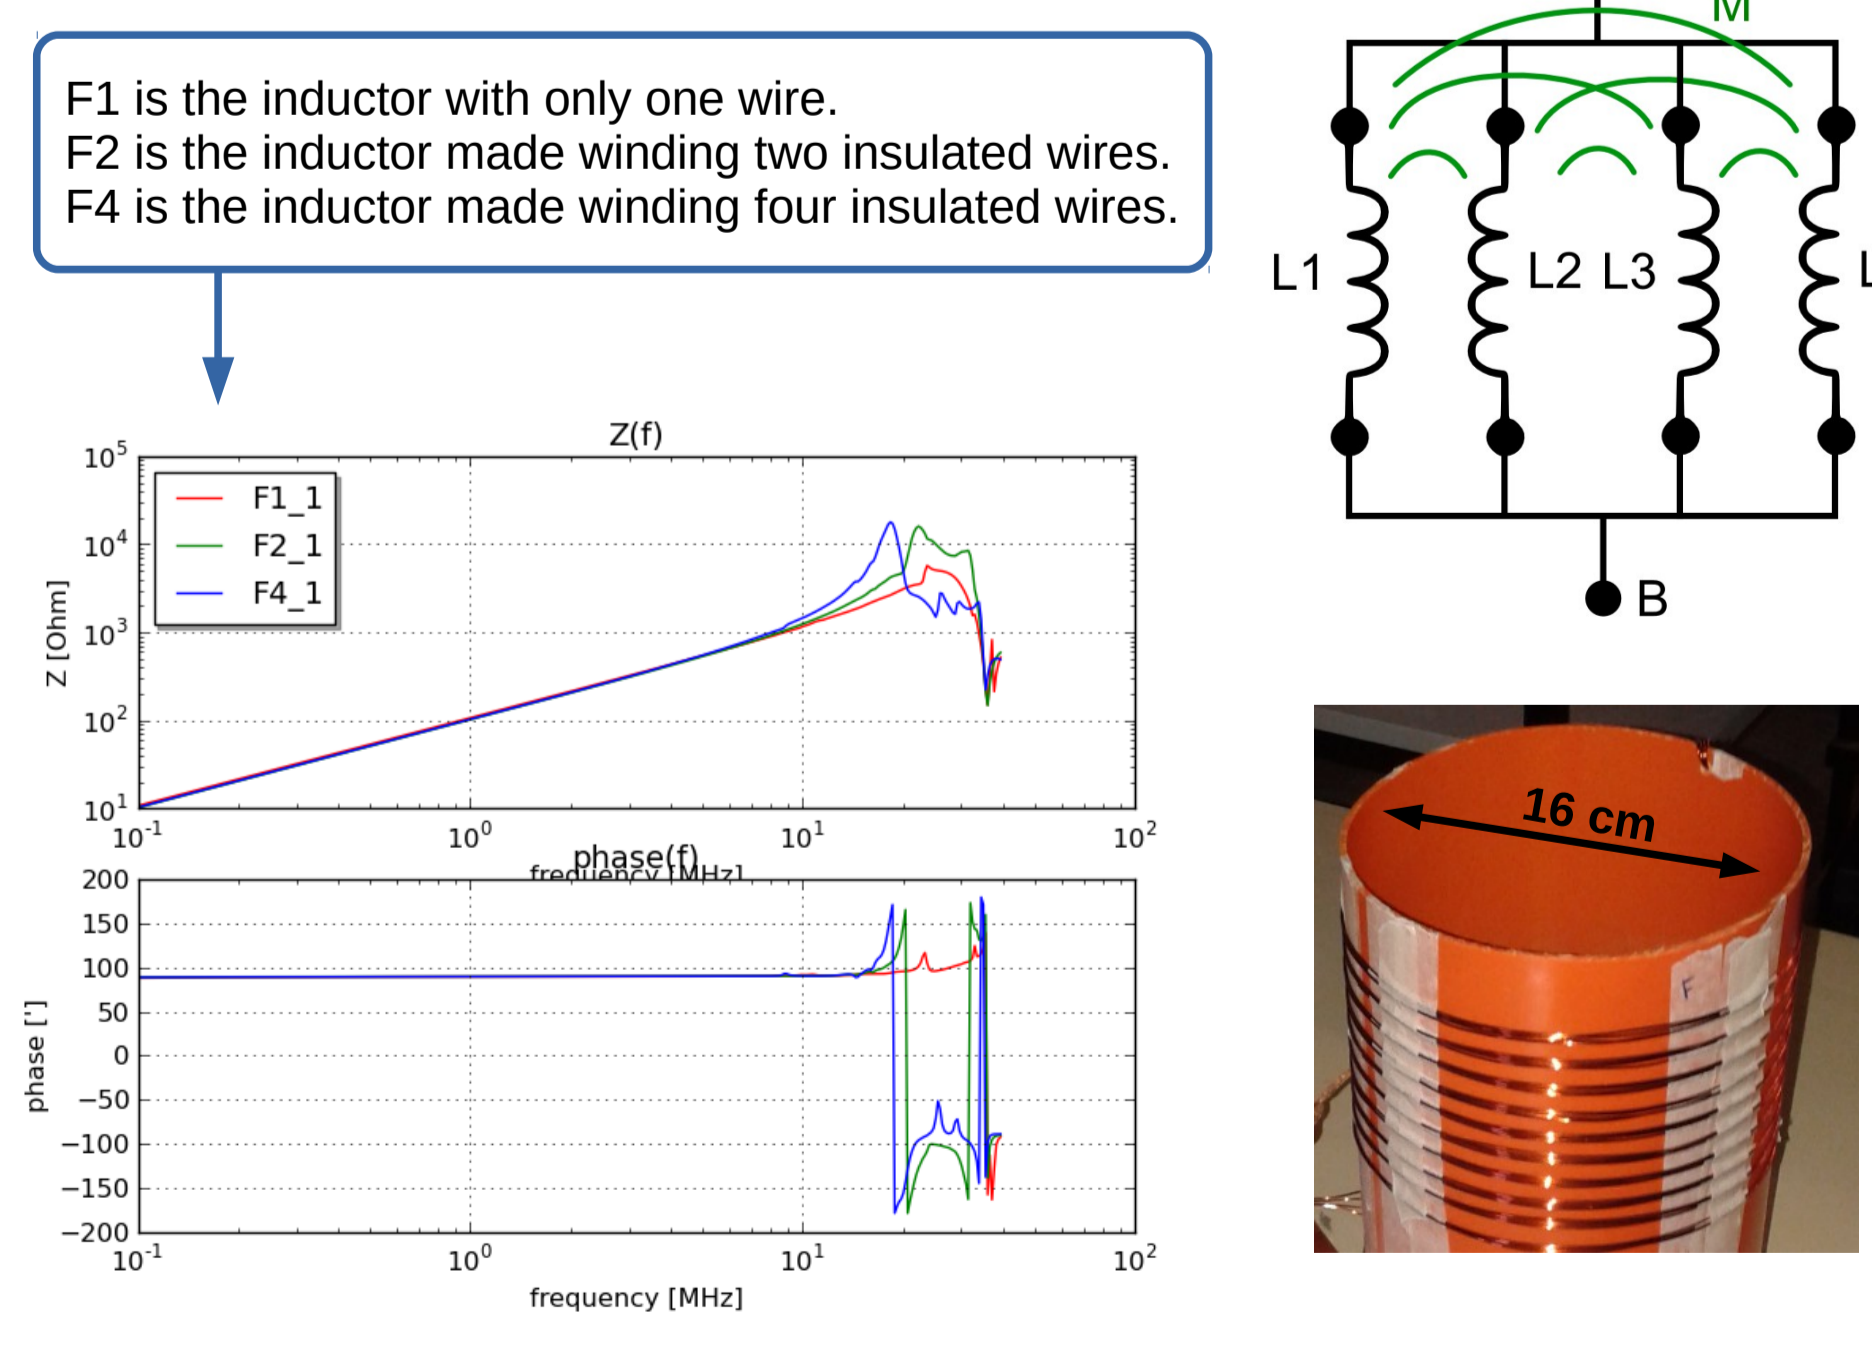 F1 is the inductor with only one wire.
F2 is the inductor made winding two insulated wires.
F4 is the inductor made winding four insulated wires.
M
L1
L2
L3
L
B
Z(f)
F1_1
F2_1
F4_1
Z [Ohm]
10^5
10^4
10^3
10^2
10^1
10^-1
10^0
10^1
10^2
frequency [MHz]
phase(f)
phase [']
200
150
100
50
0
−50
−100
−150
−200
10^-1
10^0
10^1
10^2
frequency [MHz]
16 cm
F